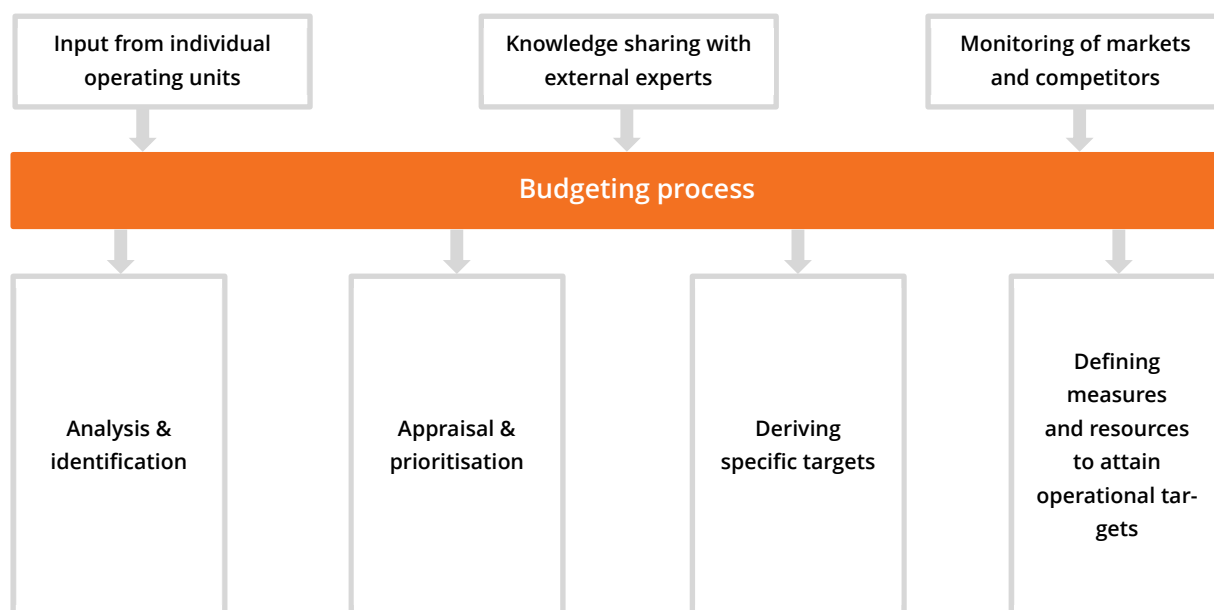 Input from individual
operating units
Knowledge sharing with
external experts
Monitoring of markets
and competitors
Budgeting process
Analysis &
identification
Appraisal &
prioritisation
Deriving
specific targets
Defining
measures
and resources
to attain
operational tar-
gets